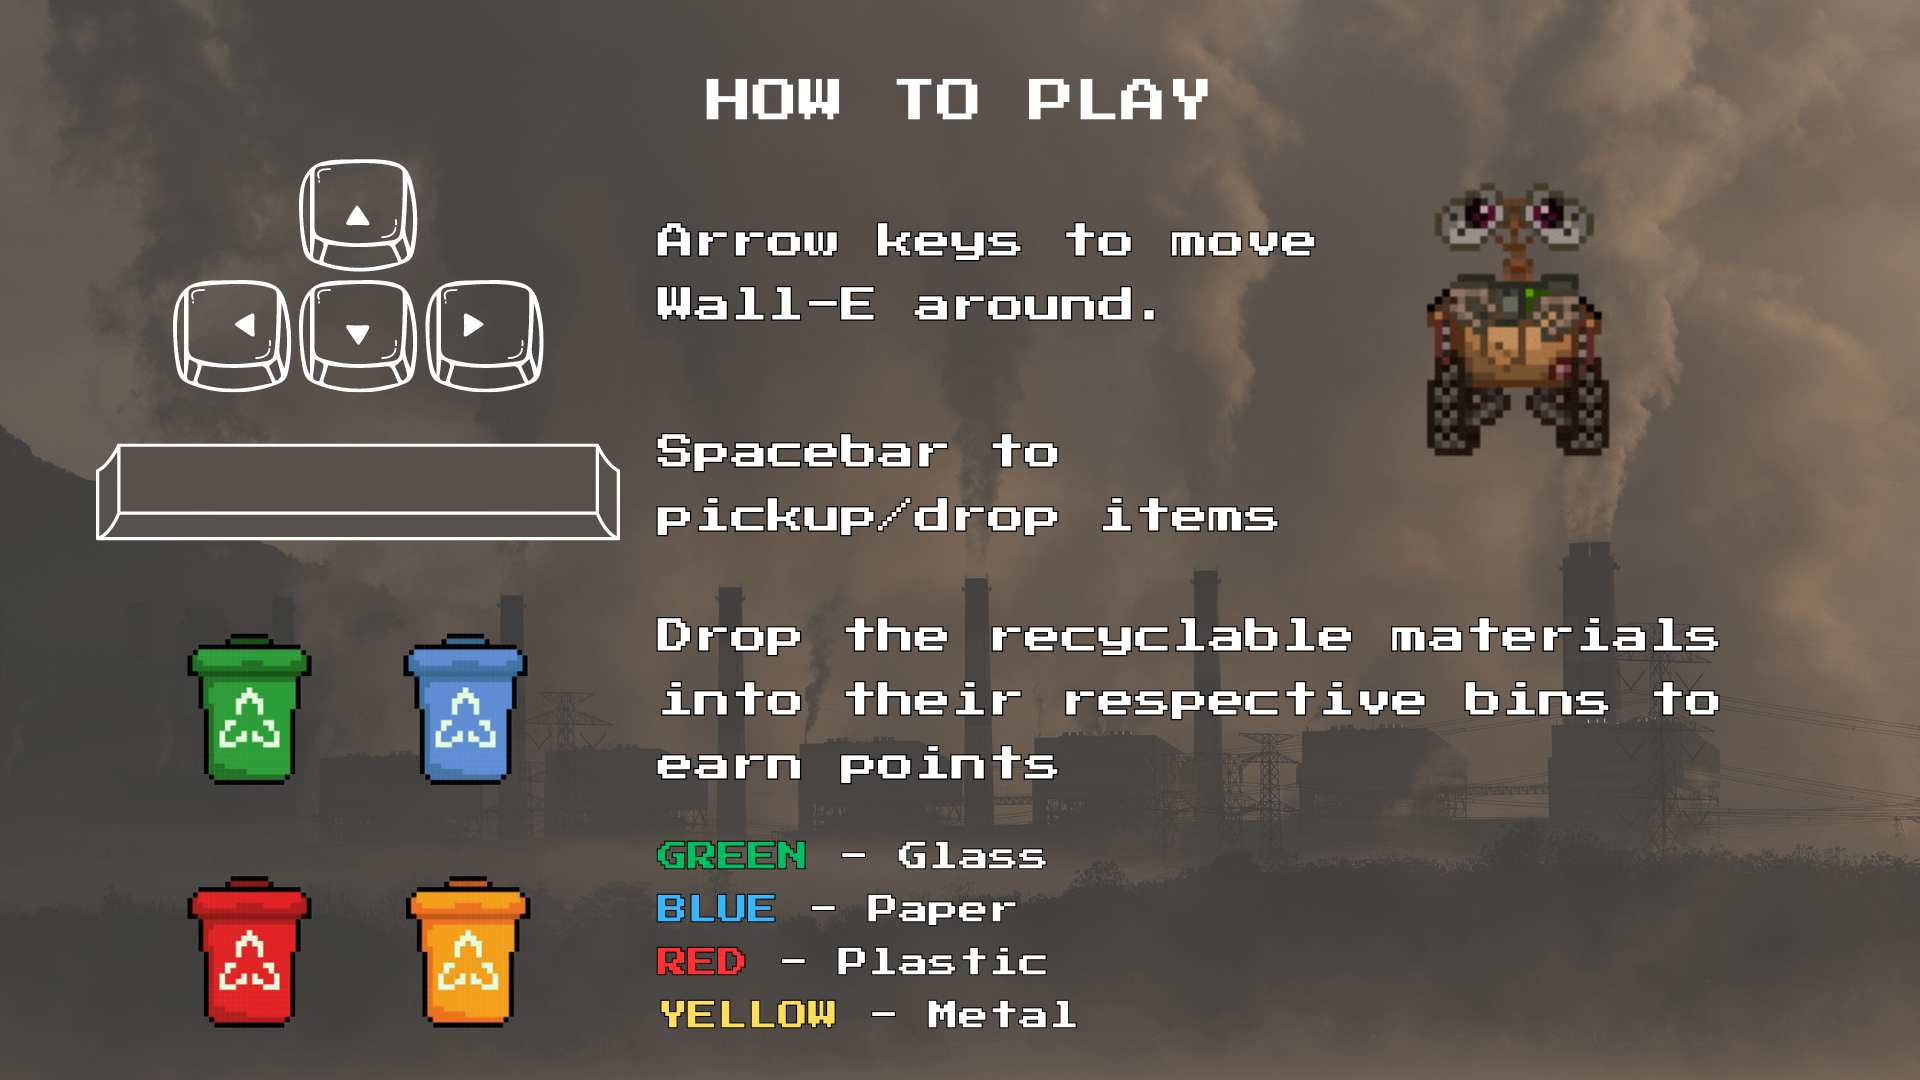 HOW TO PLAY
Arrow keys to move
Wall-E around.
Spacebar to
pickup/drop items
Drop the recyclable materials
into their respective bins to
earn points
GREEN - Glass
BLUE - Paper
RED - Plastic
YELLOW - Metal